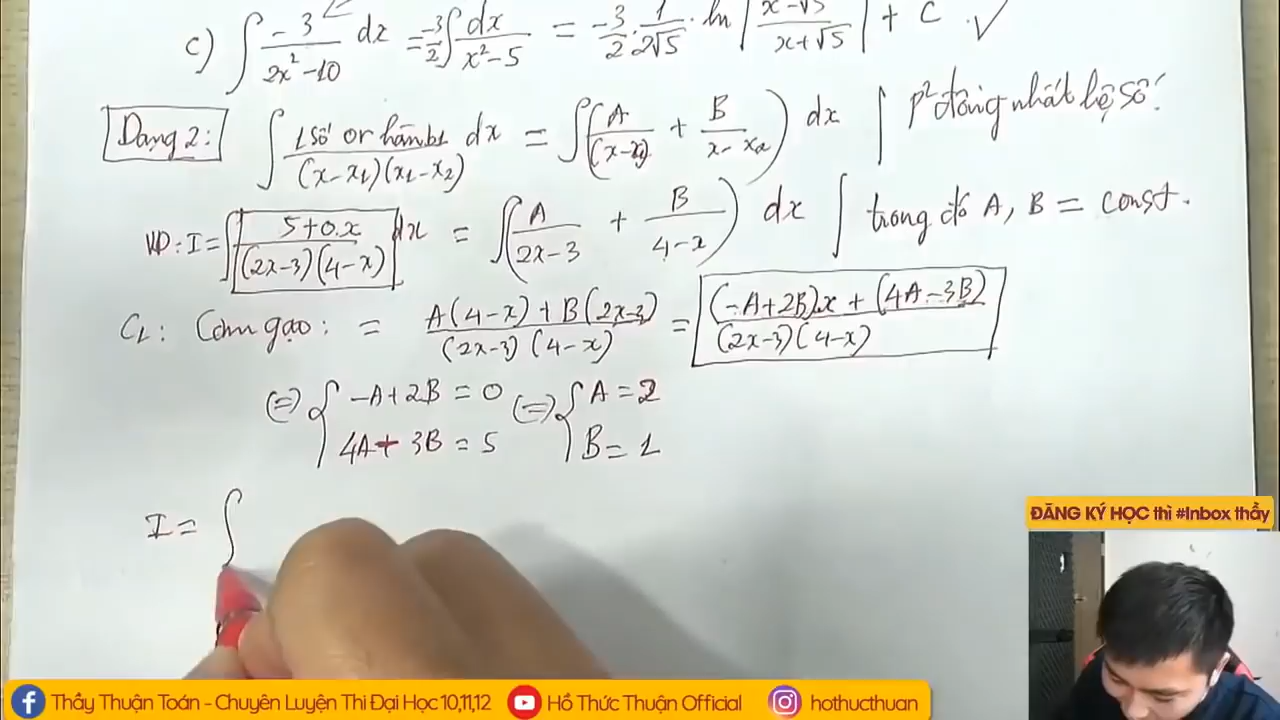 c) ∫ -3/(2x²-10) dx = -3/2 ∫ dx/(x²-5) = -3/2 · 1/(2√5) · ln |(x-√5)/(x+√5)| + C . ✓
Dạng 2: ∫ (1 số or hàm b1)/((x-x₁)(x₁-x₂)) dx = ∫(A/(x-x₁) + B/(x-x₂)) dx ∫ P² đồng nhất hệ số.
VD: I = ∫ (5+0.x)/((2x-3)(4-x)) dx = ∫(A/(2x-3) + B/(4-x)) dx ∫ trong đó A, B = const.
C1: Cơm gạo: = (A(4-x) + B(2x-3))/((2x-3)(4-x)) = ((-A+2B)x + (4A-3B))/((2x-3)(4-x))
(=) { -A+2B = 0 (=) { A = 2
4A+3B = 5 B = 1
I = ∫
ĐĂNG KÝ HỌC thì #Inbox thầy
Thầy Thuận Toán - Chuyên Luyện Thi Đại Học 10,11,12 Hồ Thức Thuận Official hothucthuan